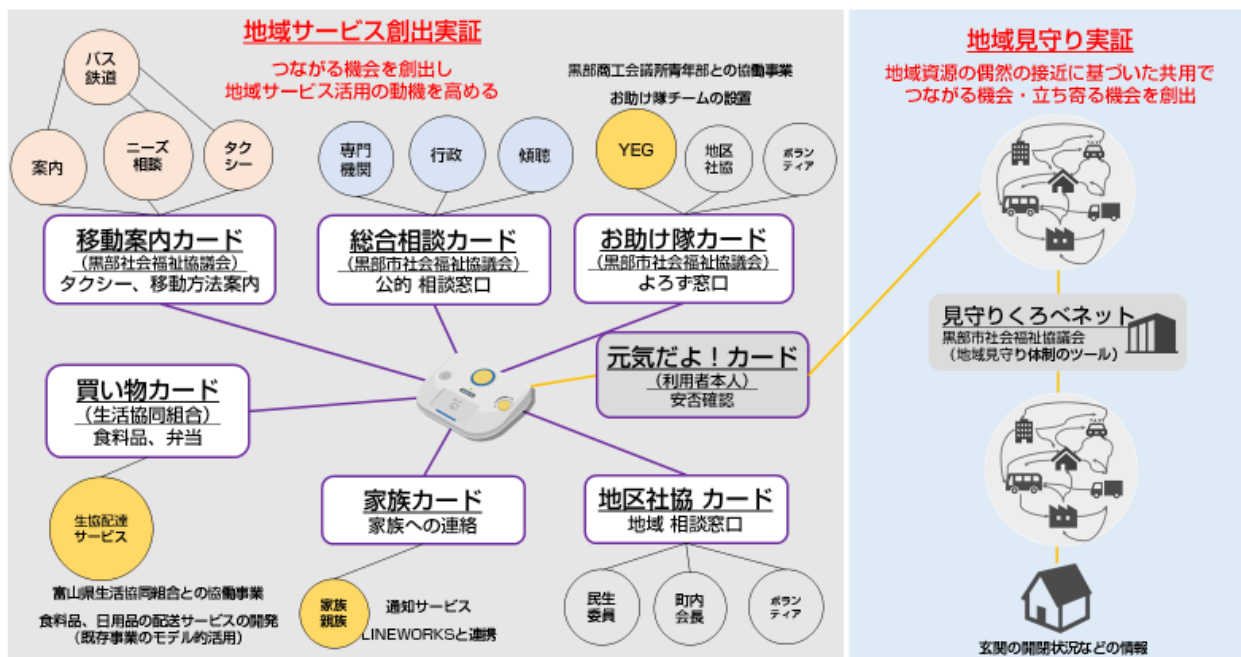 地域サービス創出実証
つながる機会を創出し
地域サービス活用の動機を高める
バス
鉄道
案内
ニーズ
相談
タク
シー
移動案内カード
(黒部社会福祉協議会)
タクシー、移動方法案内
専門
機関
行政
傾聴
総合相談カード
(黒部市社会福祉協議会)
公的 相談窓口
黒部商工会議所青年部との協働事業
お助け隊チームの設置
YEG
地区
社協
ボラン
ティア
お助け隊カード
(黒部市社会福祉協議会)
よろず窓口
元気だよ！カード
(利用者本人)
安否確認
買い物カード
(生活協同組合)
食料品、弁当
生協配達
サービス
富山県生活協同組合との協働事業
食料品、日用品の配送サービスの開発
(既存事業のモデル的活用)
家族カード
家族への連絡
家族
親族
通知サービス
LINEWORKSと連携
地区社協 カード
地域 相談窓口
民生
委員
町内
会長
ボラン
ティア
地域見守り実証
地域資源の偶然の接近に基づいた共用で
つながる機会・立ち寄る機会を創出
見守りくろべネット
黒部市社会福祉協議会
(地域見守り体制のツール)
玄関の開閉状況などの情報